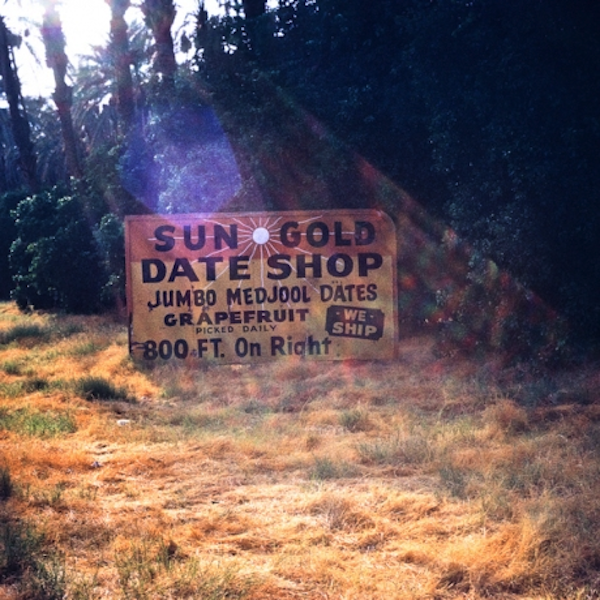 SUN GOLD
DATE SHOP
JUMBO MEDJOOL DATES
GRAPEFRUIT
PICKED DAILY
-WE-
SHIP
800 FT. On Right